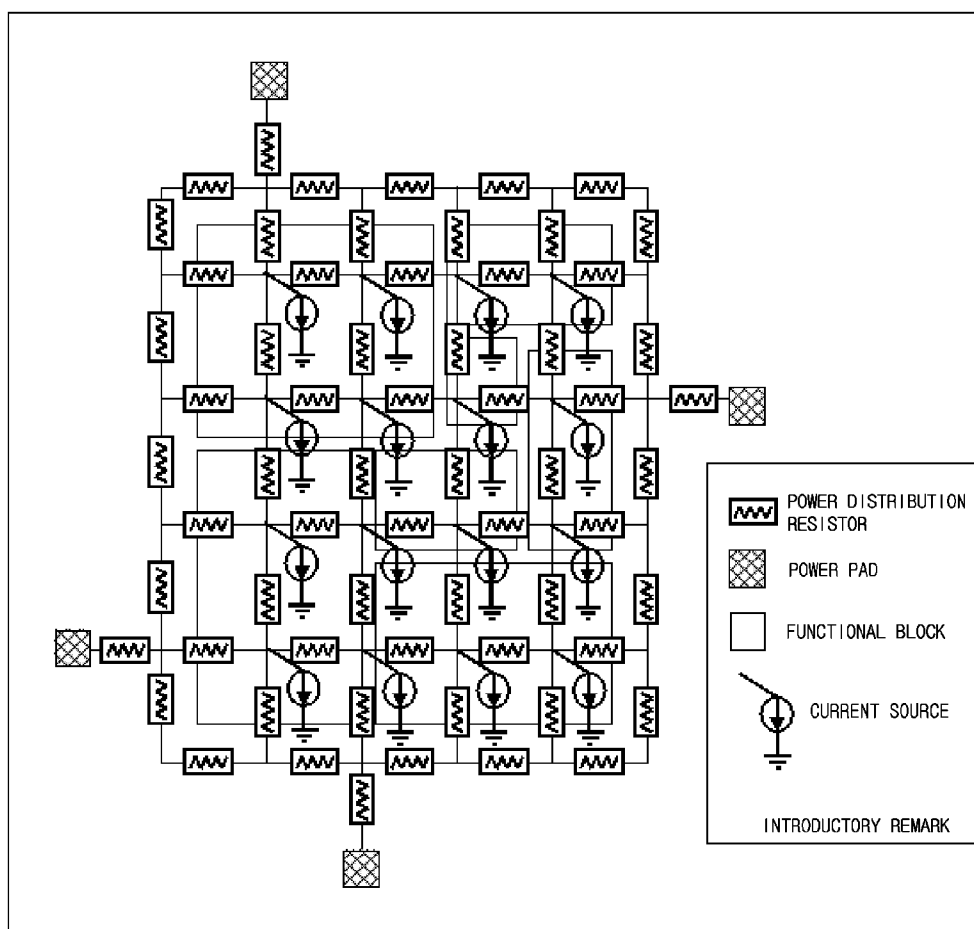 POWER DISTRIBUTION
RESISTOR
POWER PAD
FUNCTIONAL BLOCK
CURRENT SOURCE
INTRODUCTORY REMARK